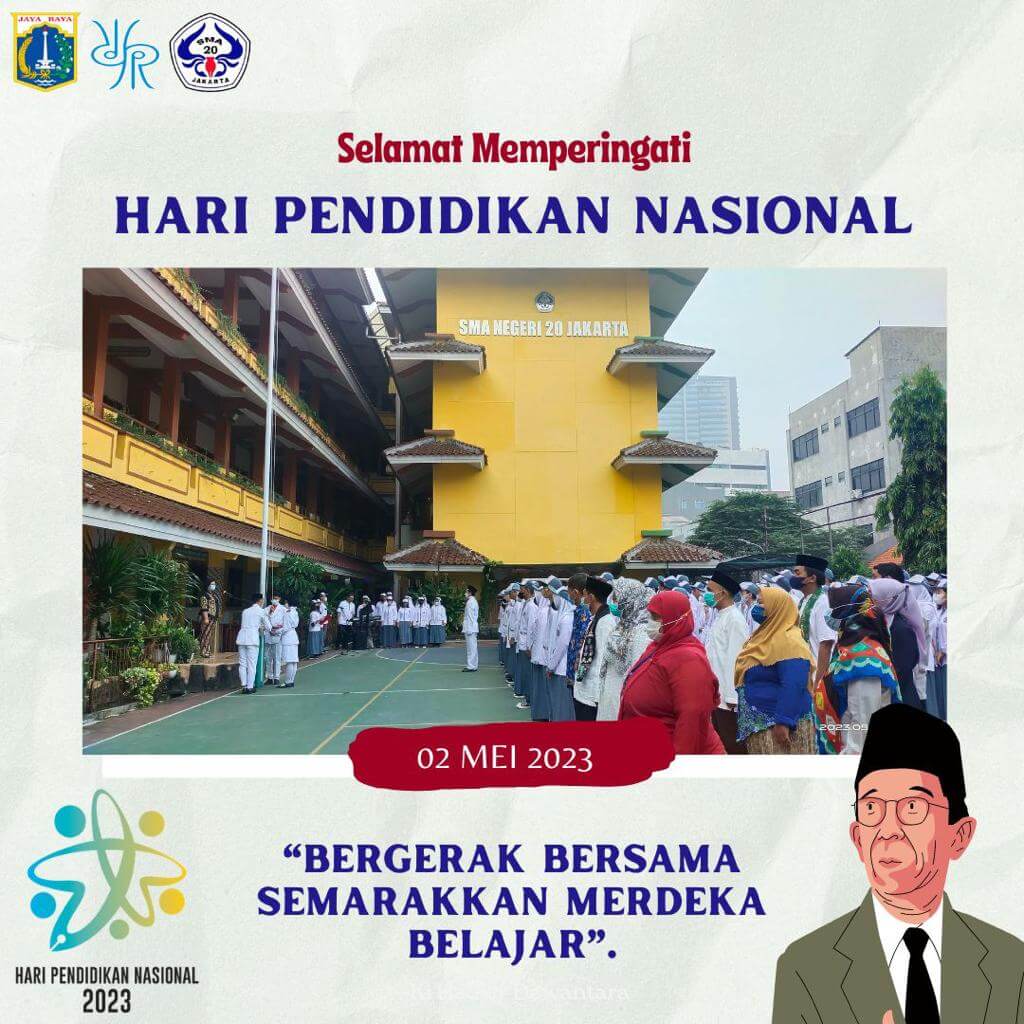 JAYA RAYA
SMA
20
JAKARTA
Selamat Memperingati
HARI PENDIDIKAN NASIONAL
SMA NEGERI 20 JAKARTA
02 MEI 2023
“BERGERAK BERSAMA
SEMARAKKAN MERDEKA
BELAJAR”.
HARI PENDIDIKAN NASIONAL
2023
Dewantara